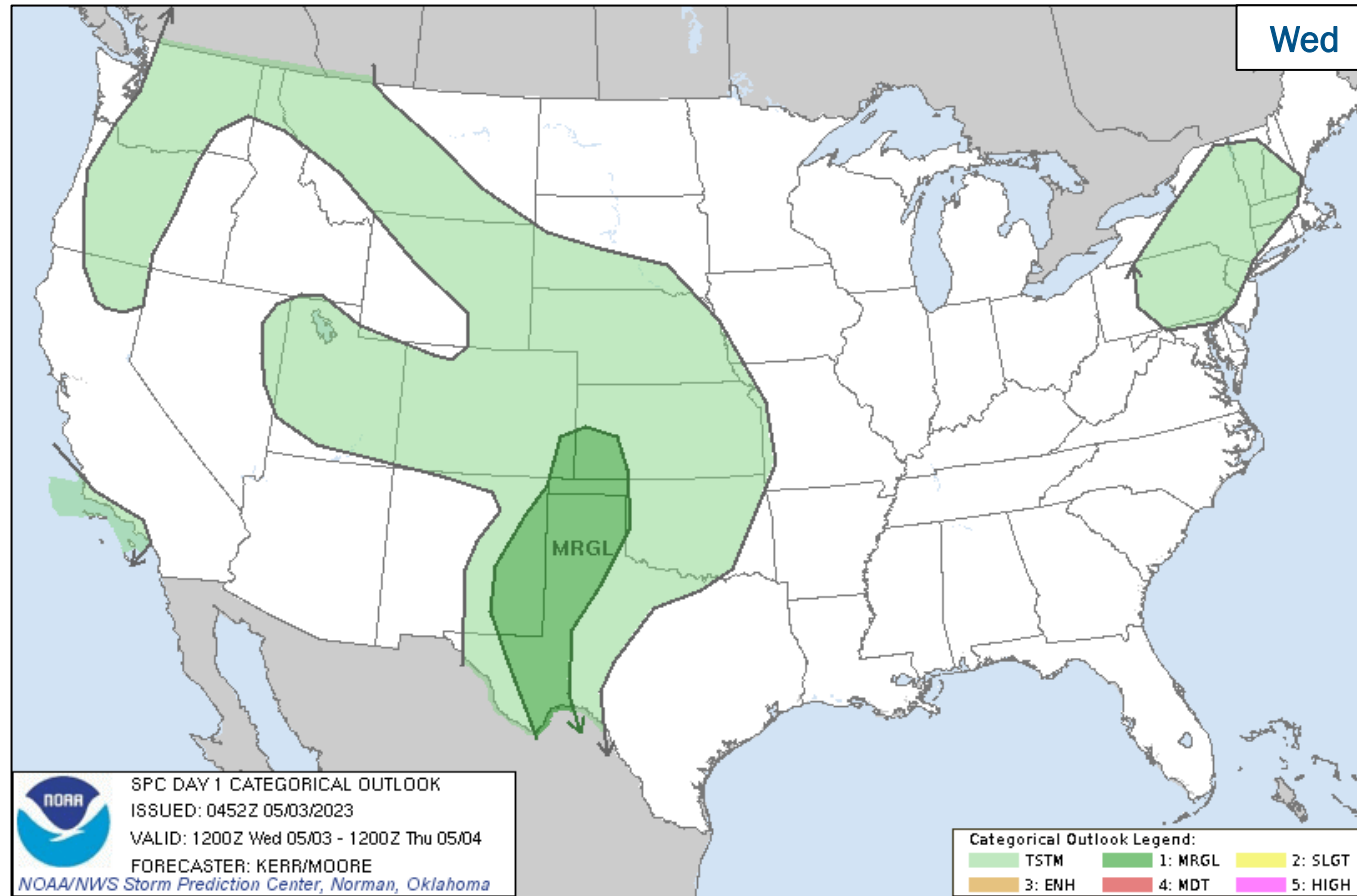 Wed
MRGL
NOAA
SPC DAY 1 CATEGORICAL OUTLOOK
ISSUED: 0452Z 05/03/2023
VALID: 1200Z Wed 05/03 - 1200Z Thu 05/04
FORECASTER: KERR/MOORE
NOAA/NWS Storm Prediction Center, Norman, Oklahoma
Categorical Outlook Legend:
TSTM 1: MRGL 2: SLGT
3: ENH 4: MDT 5: HIGH